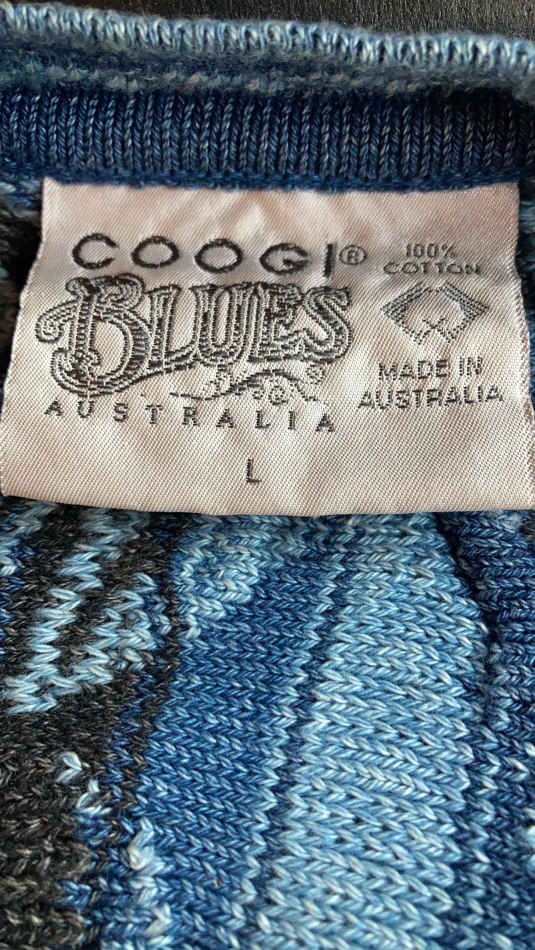 COOGI®
BLUES
AUSTRALIA
L
100%
COTTON
MADE IN
AUSTRALIA